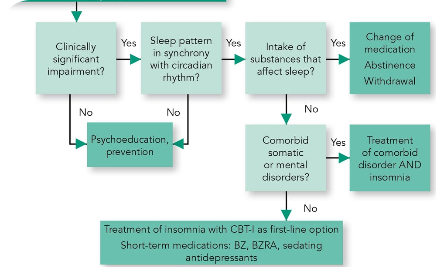 Clinically
significant
impairment?
Yes
Sleep pattern
in synchrony
with circadian
rhythm?
Yes
Intake of
substances that
affect sleep?
Yes
Change of
medication
Abstinence
Withdrawal
No
No
Psychoeducation,
prevention
No
Comorbid
somatic
or mental
disorders?
Yes
Treatment
of comorbid
disorder AND
insomnia
No
Treatment of insomnia with CBT-I as first-line option
Short-term medications: BZ, BZRA, sedating
antidepressants